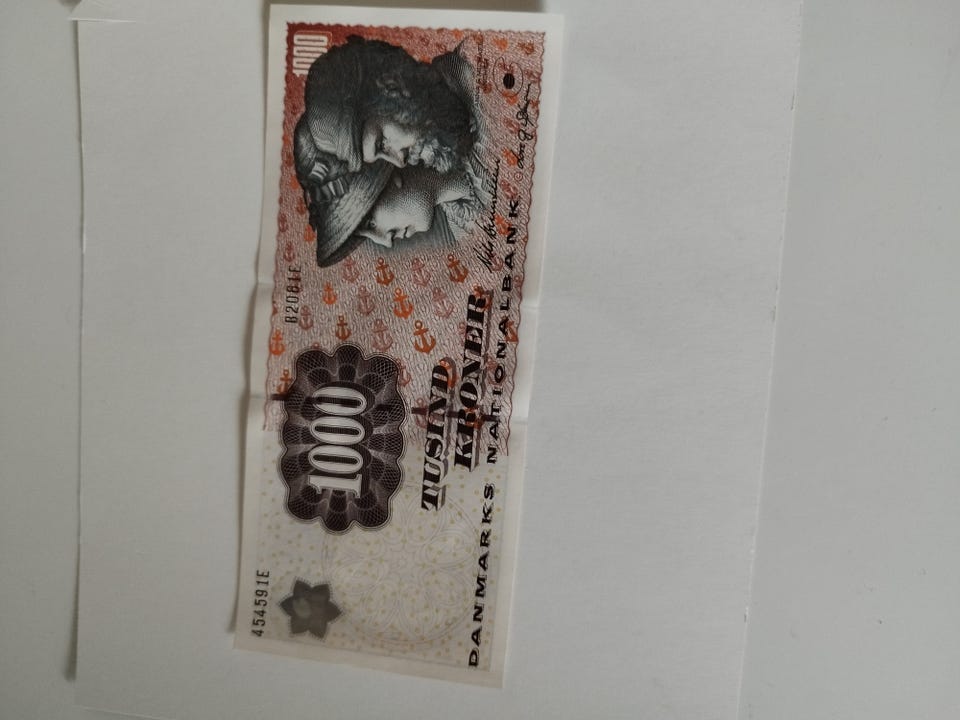 454591E
1000
B2081E
1000
TUSIND
KRONER
DANMARKS NATIONALBANK